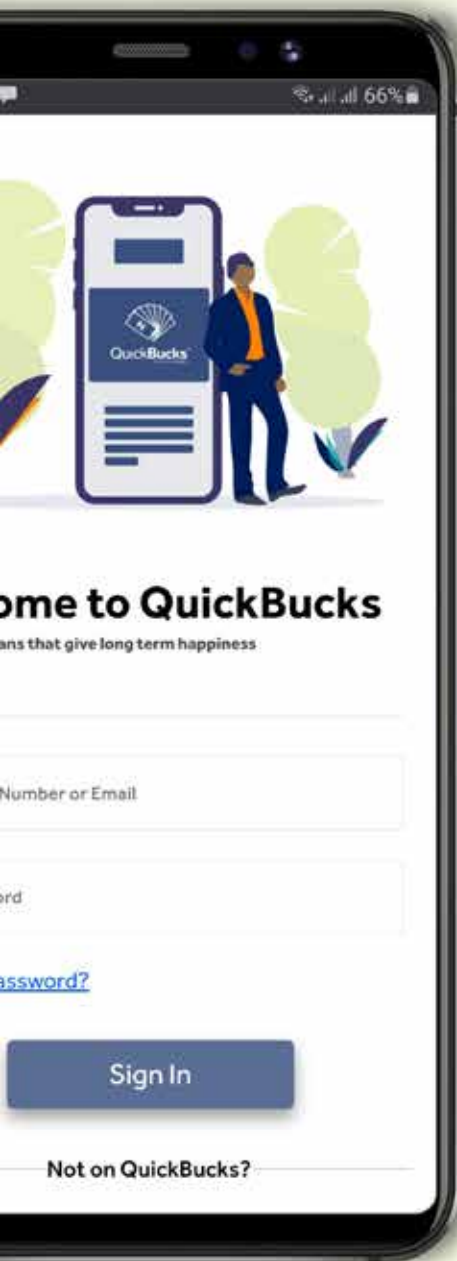 66%
QuickBucks
ome to QuickBucks
ans that give long term happiness
Number or Email
ord
assword?
Sign In
Not on QuickBucks?